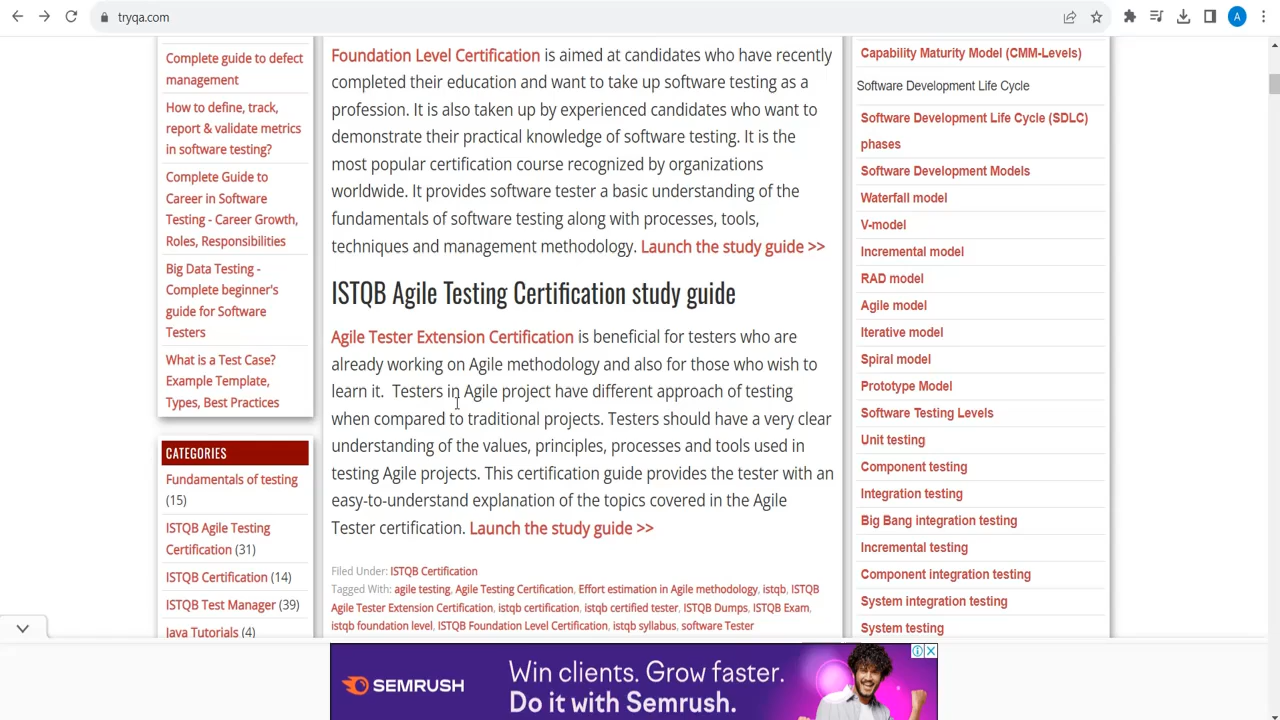 tryqa.com
A
Complete guide to defect
management
How to define, track,
report & validate metrics
in software testing?
Complete Guide to
Career in Software
Testing - Career Growth,
Roles, Responsibilities
Big Data Testing -
Complete beginner's
guide for Software
Testers
What is a Test Case?
Example Template,
Types, Best Practices
CATEGORIES
Fundamentals of testing
(15)
ISTQB Agile Testing
Certification (31)
ISTQB Certification (14)
ISTQB Test Manager (39)
Java Tutorials (4)
Foundation Level Certification is aimed at candidates who have recently
completed their education and want to take up software testing as a
profession. It is also taken up by experienced candidates who want to
demonstrate their practical knowledge of software testing. It is the
most popular certification course recognized by organizations
worldwide. It provides software tester a basic understanding of the
fundamentals of software testing along with processes, tools,
techniques and management methodology. Launch the study guide >>
ISTQB Agile Testing Certification study guide
Agile Tester Extension Certification is beneficial for testers who are
already working on Agile methodology and also for those who wish to
learn it. Testers in Agile project have different approach of testing
when compared to traditional projects. Testers should have a very clear
understanding of the values, principles, processes and tools used in
testing Agile projects. This certification guide provides the tester with an
easy-to-understand explanation of the topics covered in the Agile
Tester certification. Launch the study guide >>
Filed Under: ISTQB Certification
Tagged With: agile testing, Agile Testing Certification, Effort estimation in Agile methodology, istqb, ISTQB
Agile Tester Extension Certification, istqb certification, istqb certified tester, ISTQB Dumps, ISTQB Exam,
istqb foundation level, ISTQB Foundation Level Certification, istqb syllabus, software Tester
Capability Maturity Model (CMM-Levels)
Software Development Life Cycle
Software Development Life Cycle (SDLC)
phases
Software Development Models
Waterfall model
V-model
Incremental model
RAD model
Agile model
Iterative model
Spiral model
Prototype Model
Software Testing Levels
Unit testing
Component testing
Integration testing
Big Bang integration testing
Incremental testing
Component integration testing
System integration testing
System testing
SEMRUSH
Win clients. Grow faster.
Do it with Semrush.